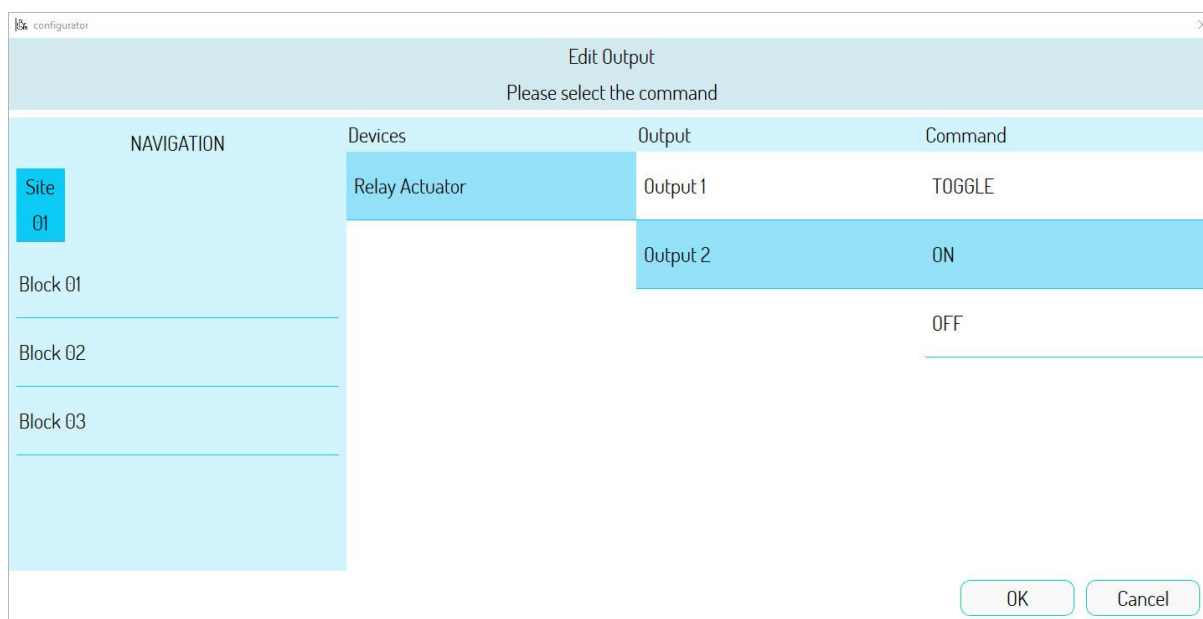 configurator
Edit Output
Please select the command
NAVIGATION
Site
01
Block 01
Block 02
Block 03
Devices
Relay Actuator
Output
Output 1
Output 2
Command
TOGGLE
ON
OFF
OK
Cancel